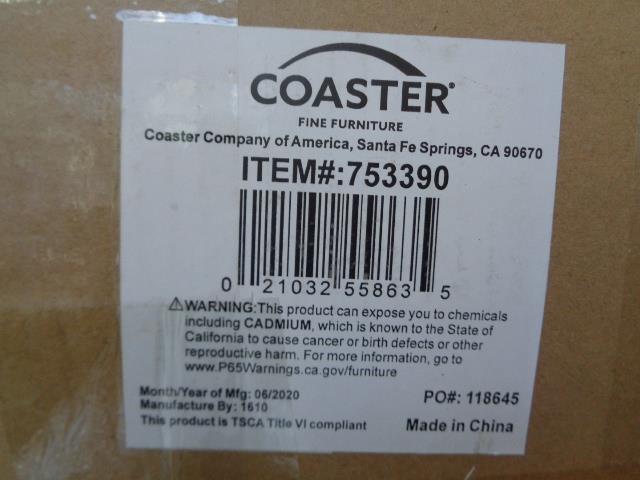 COASTER®
FINE FURNITURE
Coaster Company of America, Santa Fe Springs, CA 90670
ITEM#:753390
0 21032 55863 5
⚠WARNING:This product can expose you to chemicals
including CADMIUM, which is known to the State of
California to cause cancer or birth defects or other
reproductive harm. For more information, go to
www.P65Warnings.ca.gov/furniture
Month/Year of Mfg: 06/2020
Manufacture By: 1610
PO#: 118645
This product is TSCA Title VI compliant
Made in China